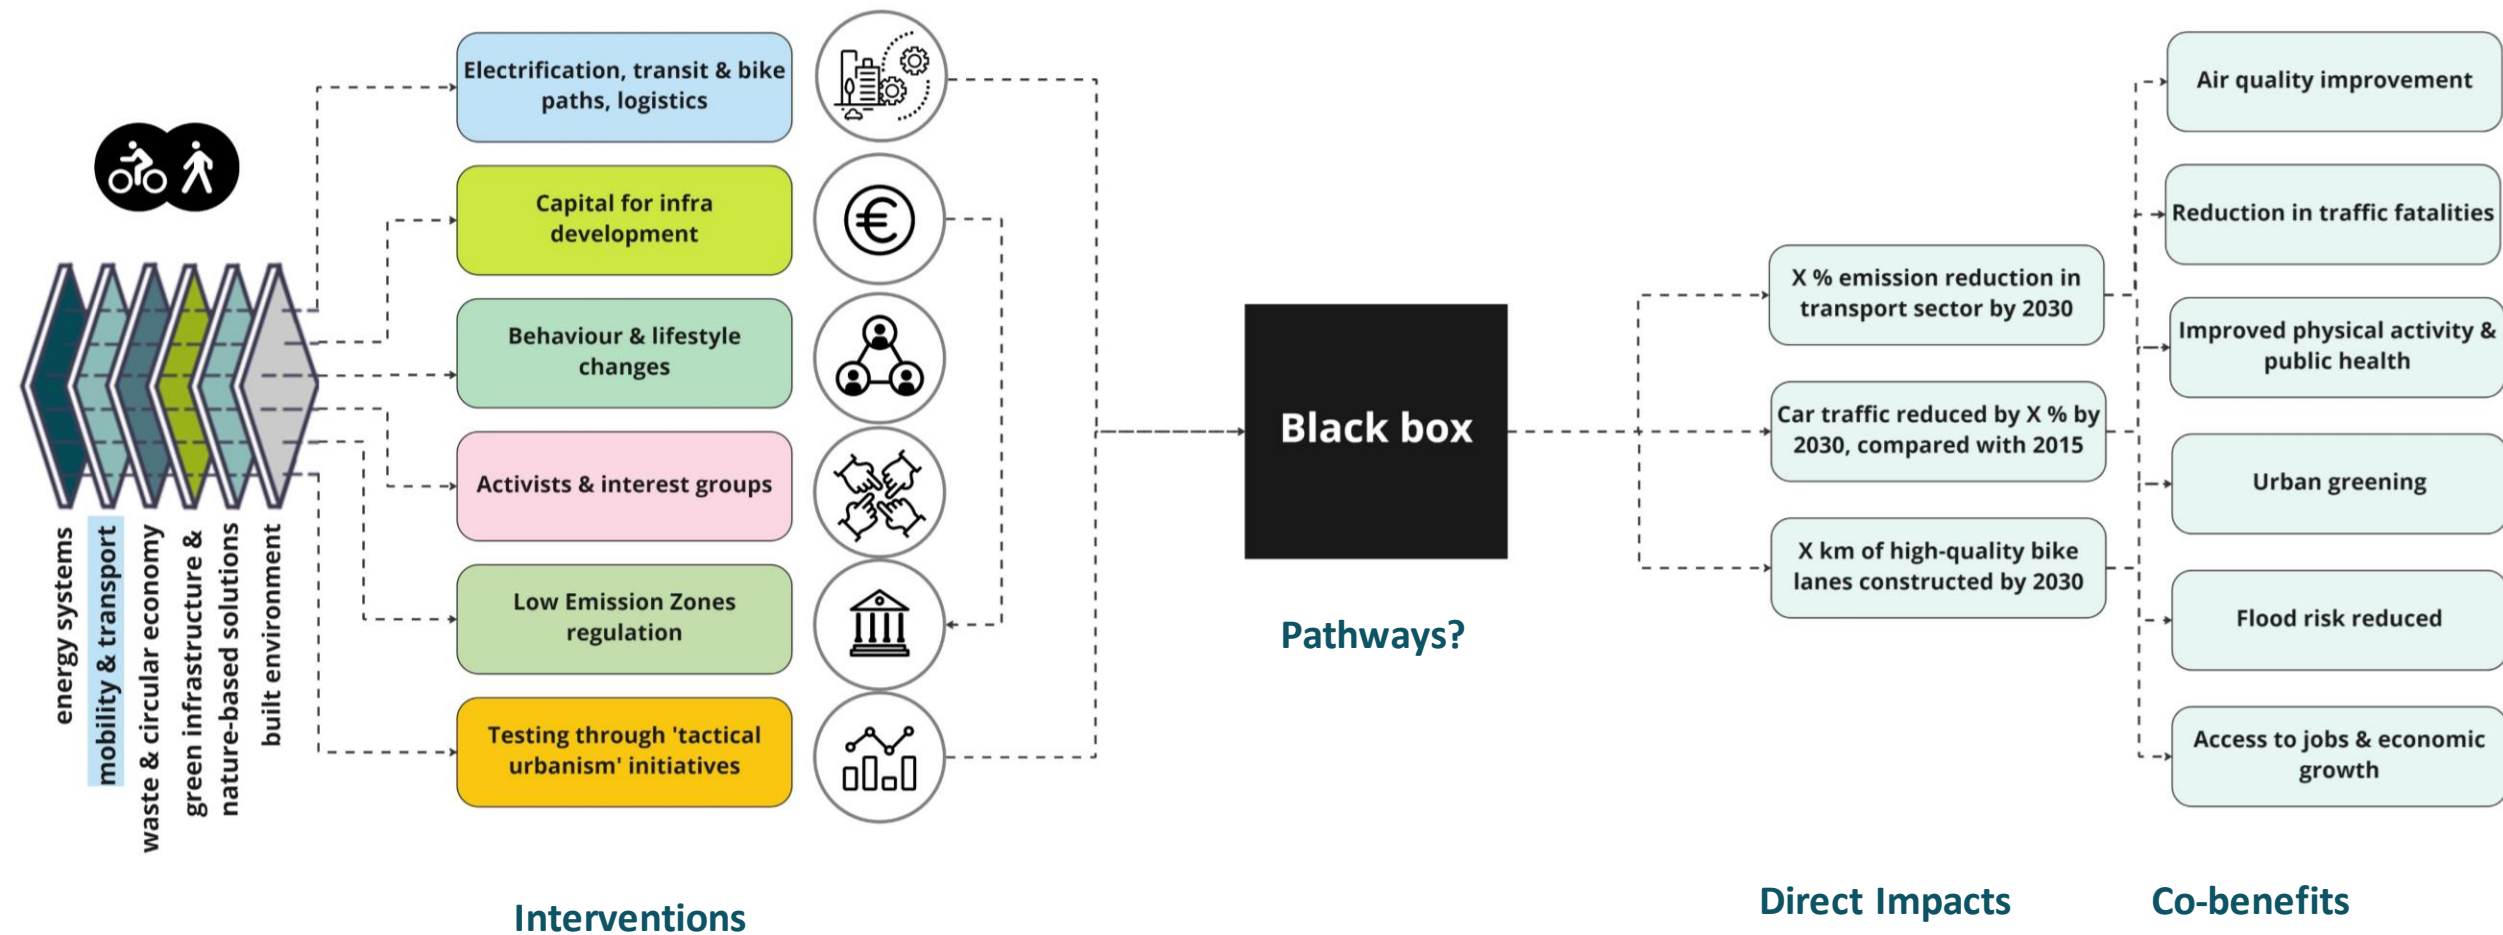 energy systems
mobility & transport
waste & circular economy
green infrastructure &
nature-based solutions
built environment
Electrification, transit & bike
paths, logistics
Capital for infra
development
Behaviour & lifestyle
changes
Activists & interest groups
Low Emission Zones
regulation
Testing through 'tactical
urbanism' initiatives
Interventions
Black box
Pathways?
X % emission reduction in
transport sector by 2030
Car traffic reduced by X % by
2030, compared with 2015
X km of high-quality bike
lanes constructed by 2030
Direct Impacts
Air quality improvement
Reduction in traffic fatalities
Improved physical activity &
public health
Urban greening
Flood risk reduced
Access to jobs & economic
growth
Co-benefits